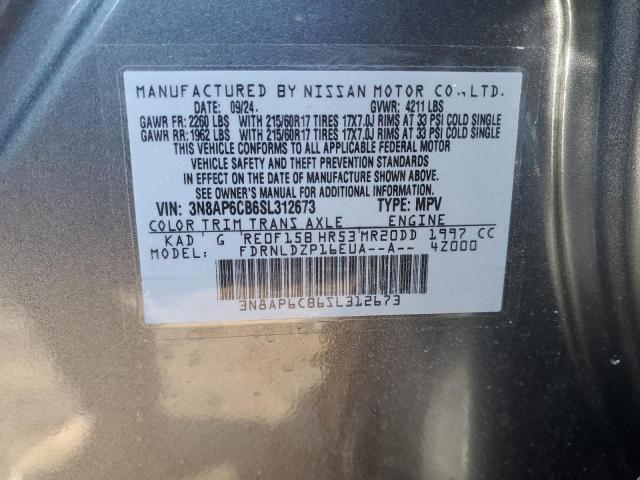 MANUFACTURED BY NISSAN MOTOR CO.,LTD.
DATE: 09/24. GVWR: 4211 LBS
GAWR FR: 2260 LBS WITH 215/60R17 TIRES 17X7.0J RIMS AT 33 PSI COLD SINGLE
GAWR RR: 1962 LBS WITH 215/60R17 TIRES 17X7.0J RIMS AT 33 PSI COLD SINGLE
THIS VEHICLE CONFORMS TO ALL APPLICABLE FEDERAL MOTOR
VEHICLE SAFETY AND THEFT PREVENTION STANDARDS
IN EFFECT ON THE DATE OF MANUFACTURE SHOWN ABOVE.
SEE OWNERS MANUAL FOR ADDITIONAL INFORMATION.
VIN: 3N8AP6CB6SL312673 TYPE: MPV
COLOR TRIM TRANS AXLE ENGINE
KAD G RE0F15B HR53 MR20DD 1997 CC
MODEL: FDRNLDZP16EUA--A-- 4Z000
3N8AP6CB6SL312673